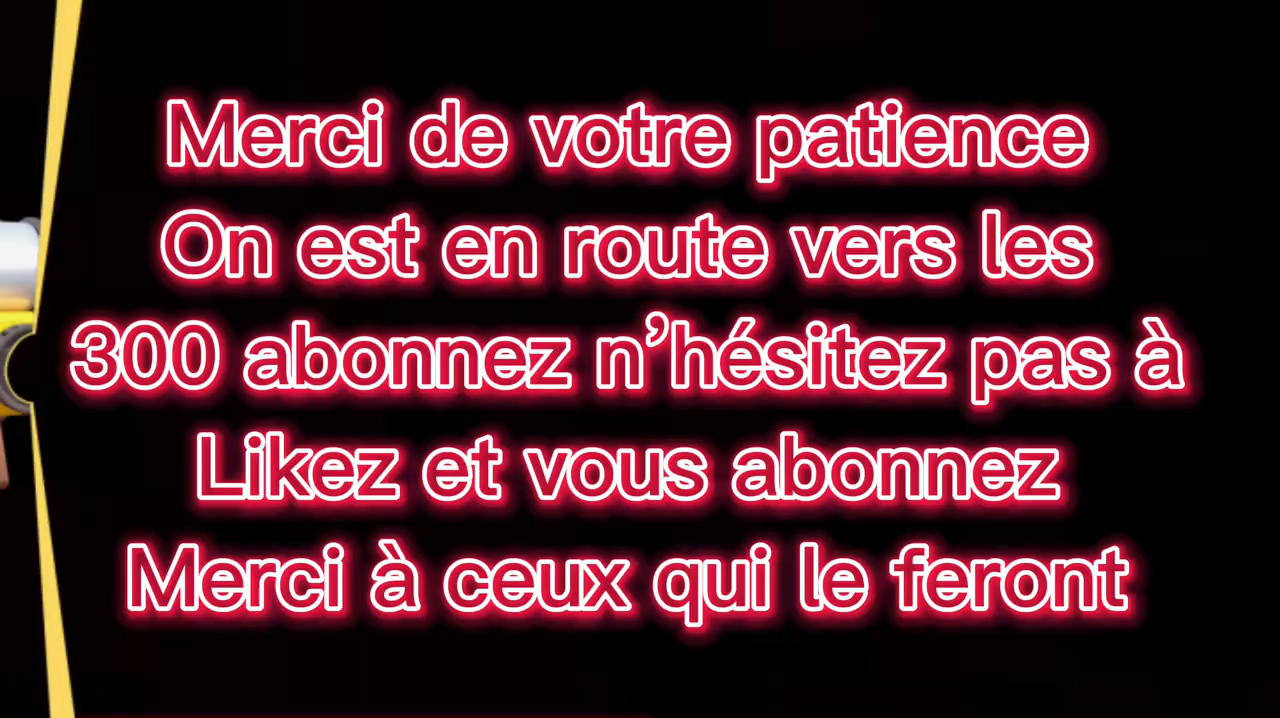 Merci de votre patience
On est en route vers les
300 abonnez n’hésitez pas à
Likez et vous abonnez
Merci à ceux qui le feront